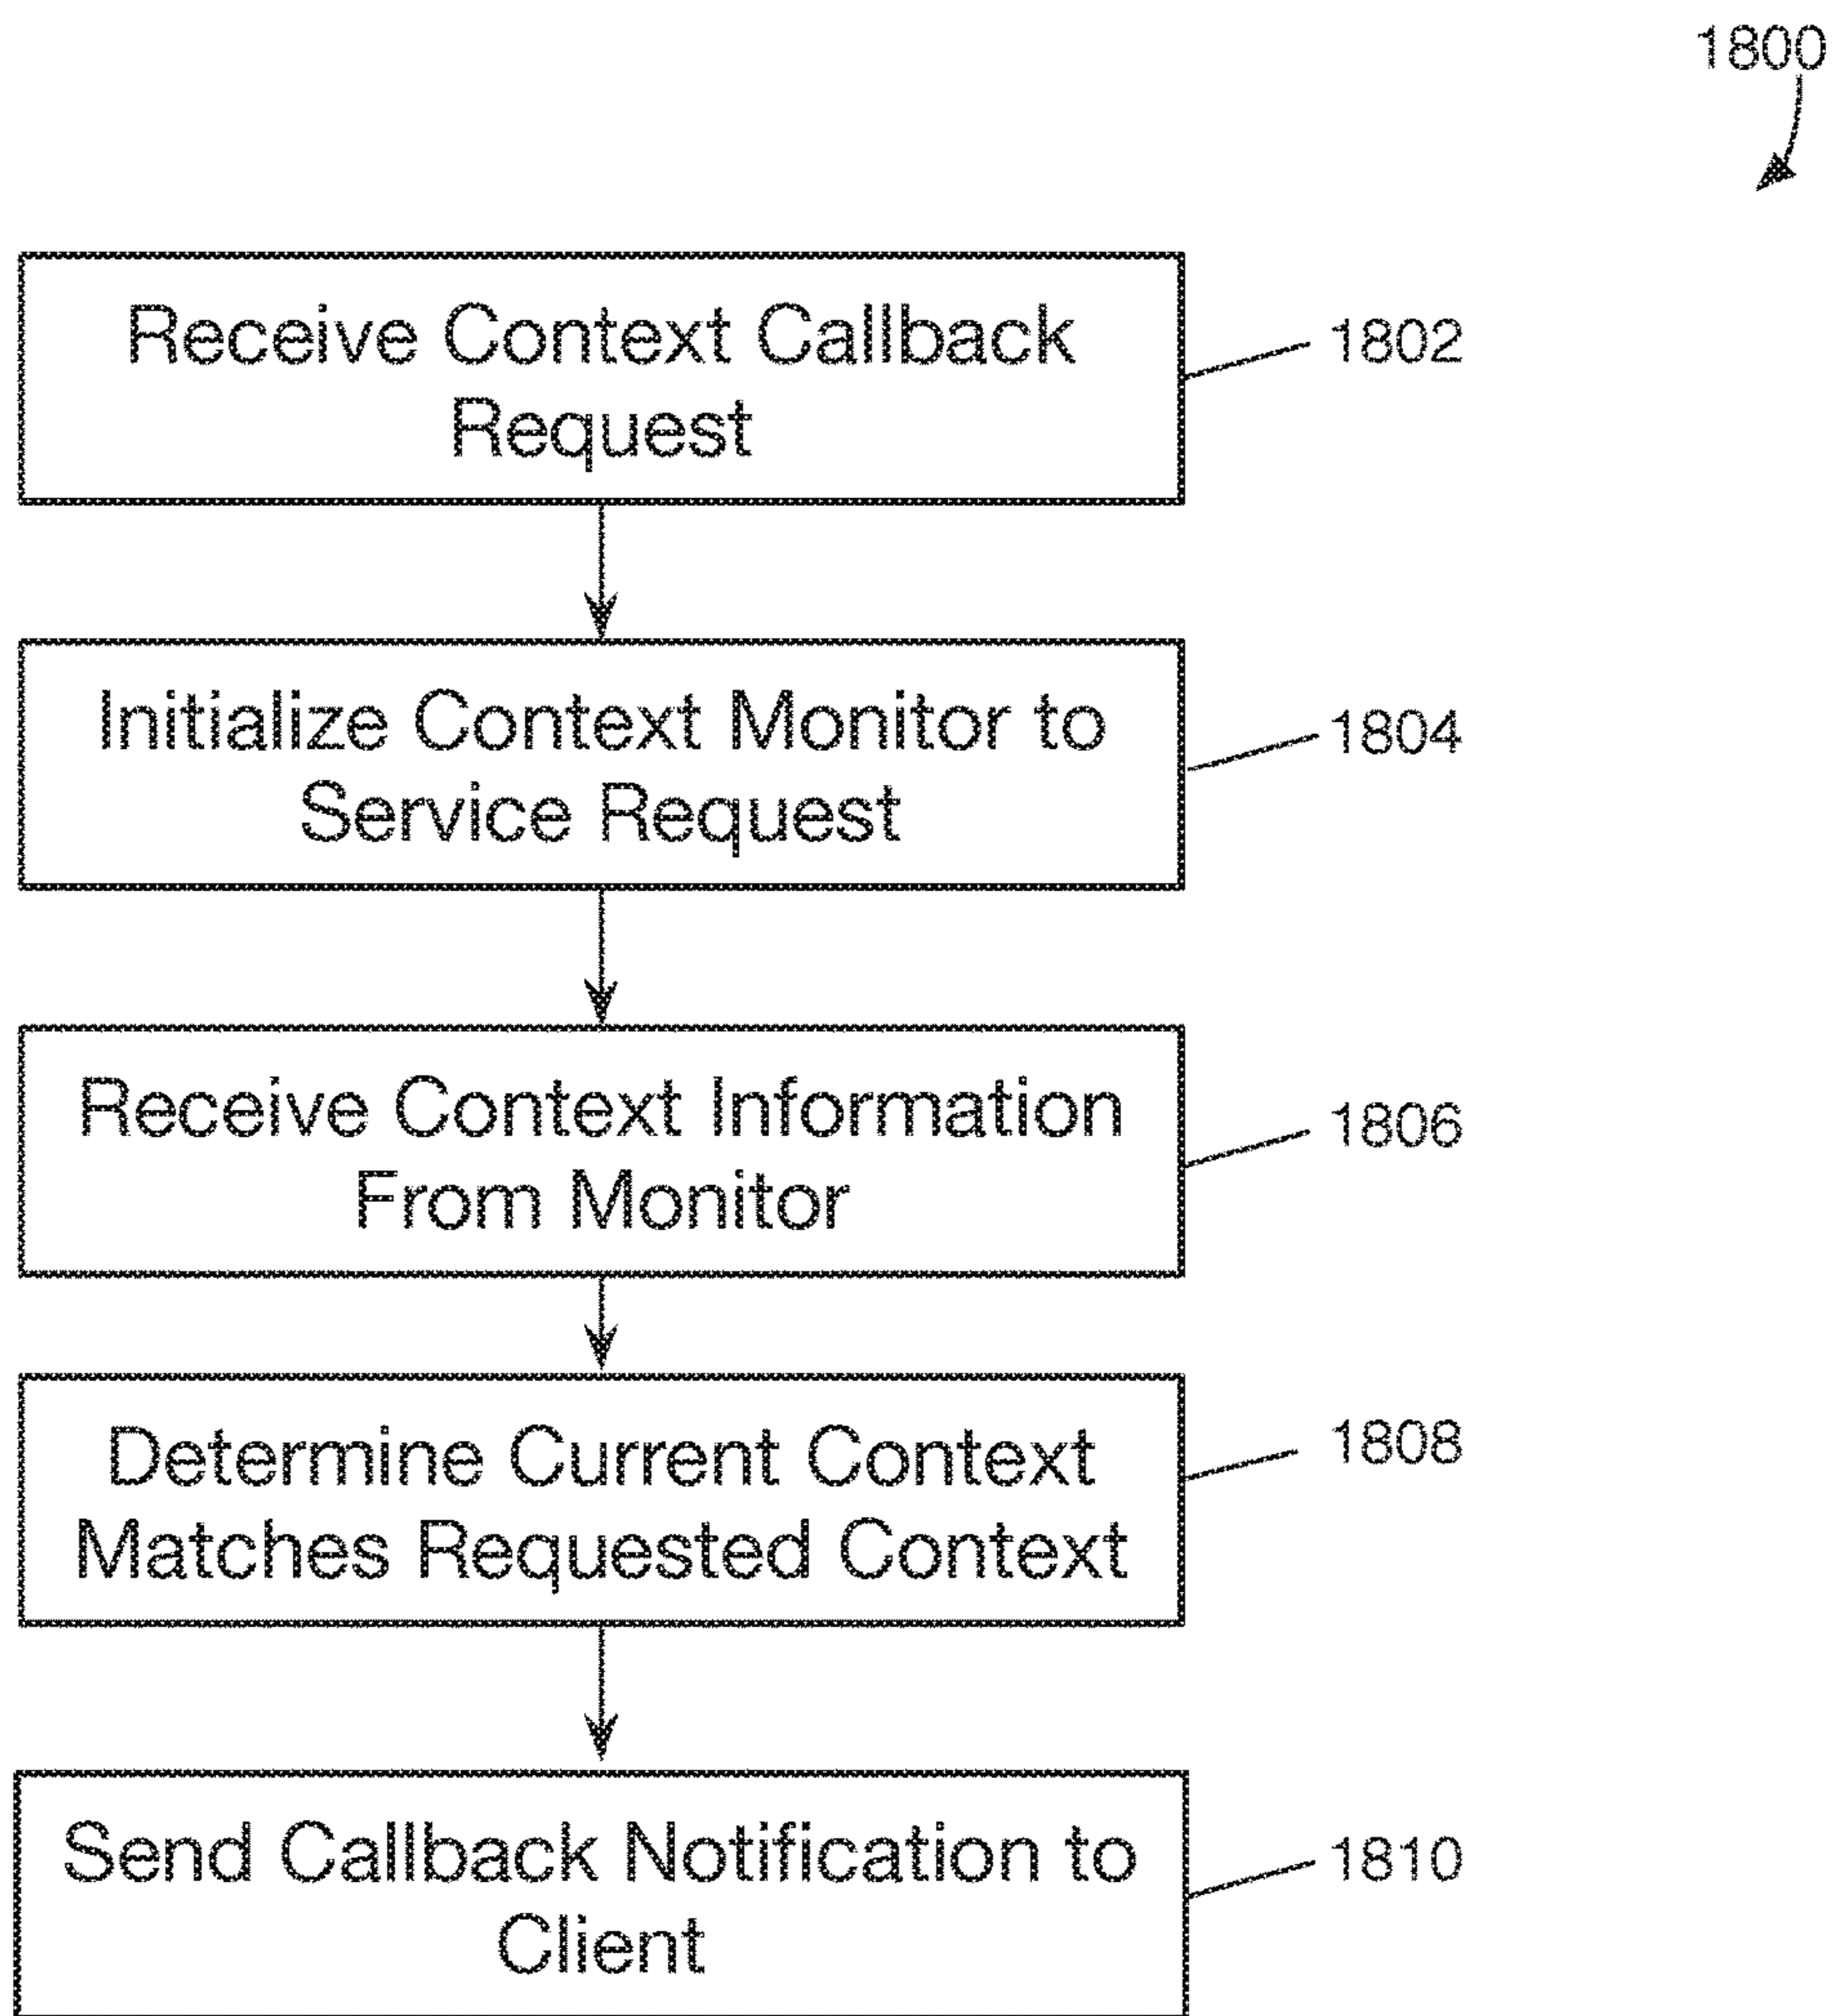 1800
Receive Context Callback
Request
1802
Initialize Context Monitor to
Service Request
1804
Receive Context Information
From Monitor
1806
Determine Current Context
Matches Requested Context
1808
Send Callback Notification to
Client
1810